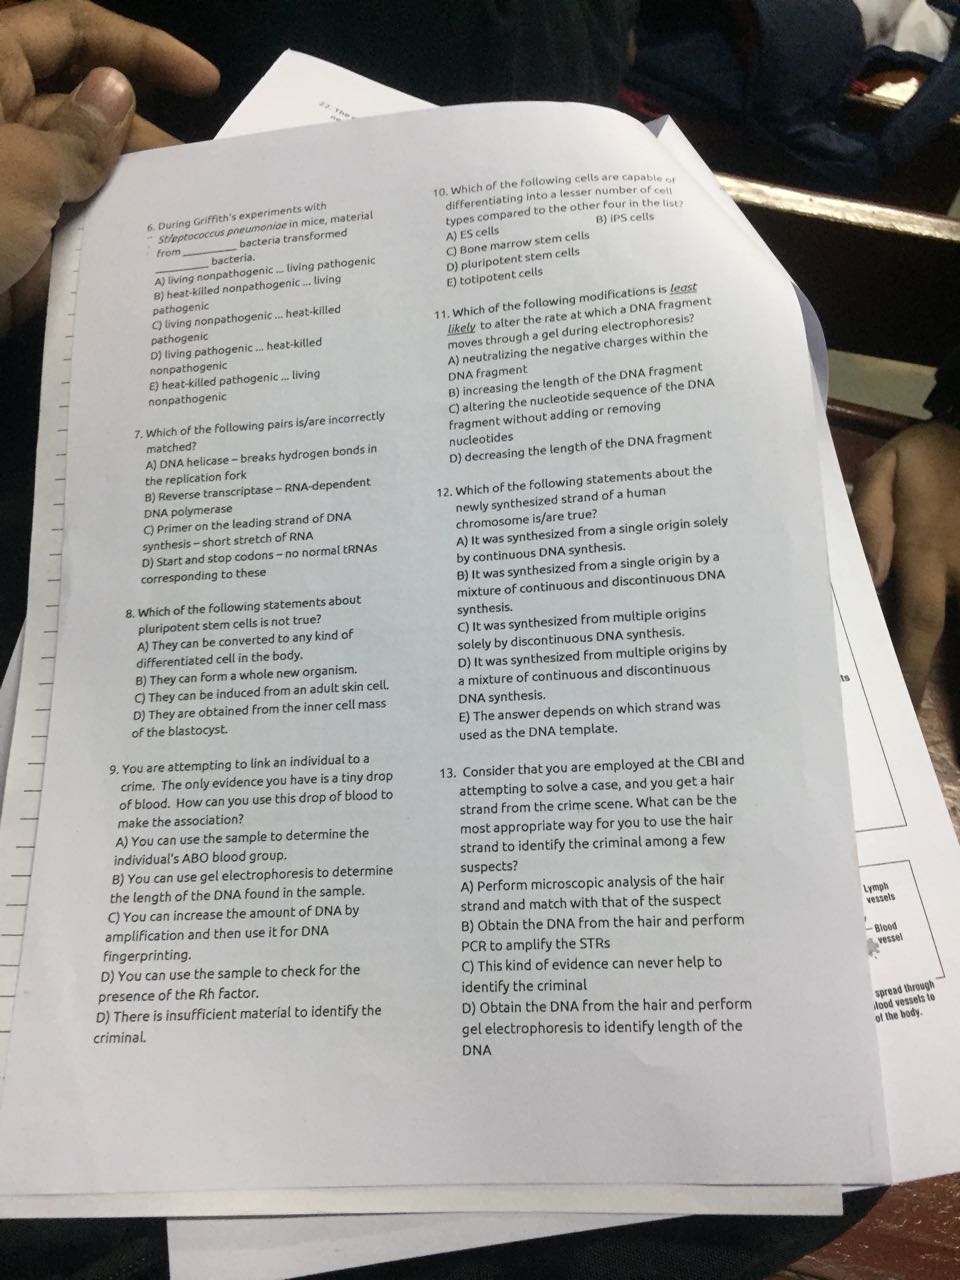 22. The
ne
6. During Griffith's experiments with
Streptococcus pneumoniae in mice, material
from ________ bacteria transformed
________ bacteria.
A) living nonpathogenic ... living pathogenic
B) heat-killed nonpathogenic ... living
pathogenic
C) living nonpathogenic ... heat-killed
pathogenic
D) living pathogenic ... heat-killed
nonpathogenic
E) heat-killed pathogenic ... living
nonpathogenic
7. Which of the following pairs is/are incorrectly
matched?
A) DNA helicase – breaks hydrogen bonds in
the replication fork
B) Reverse transcriptase – RNA-dependent
DNA polymerase
C) Primer on the leading strand of DNA
synthesis – short stretch of RNA
D) Start and stop codons – no normal tRNAs
corresponding to these
8. Which of the following statements about
pluripotent stem cells is not true?
A) They can be converted to any kind of
differentiated cell in the body.
B) They can form a whole new organism.
C) They can be induced from an adult skin cell.
D) They are obtained from the inner cell mass
of the blastocyst.
9. You are attempting to link an individual to a
crime. The only evidence you have is a tiny drop
of blood. How can you use this drop of blood to
make the association?
A) You can use the sample to determine the
individual's ABO blood group.
B) You can use gel electrophoresis to determine
the length of the DNA found in the sample.
C) You can increase the amount of DNA by
amplification and then use it for DNA
fingerprinting.
D) You can use the sample to check for the
presence of the Rh factor.
D) There is insufficient material to identify the
criminal.
10. Which of the following cells are capable of
differentiating into a lesser number of cell
types compared to the other four in the list?
A) ES cells B) iPS cells
C) Bone marrow stem cells
D) pluripotent stem cells
E) totipotent cells
11. Which of the following modifications is least
likely to alter the rate at which a DNA fragment
moves through a gel during electrophoresis?
A) neutralizing the negative charges within the
DNA fragment
B) increasing the length of the DNA fragment
C) altering the nucleotide sequence of the DNA
fragment without adding or removing
nucleotides
D) decreasing the length of the DNA fragment
12. Which of the following statements about the
newly synthesized strand of a human
chromosome is/are true?
A) It was synthesized from a single origin solely
by continuous DNA synthesis.
B) It was synthesized from a single origin by a
mixture of continuous and discontinuous DNA
synthesis.
C) It was synthesized from multiple origins
solely by discontinuous DNA synthesis.
D) It was synthesized from multiple origins by
a mixture of continuous and discontinuous
DNA synthesis.
E) The answer depends on which strand was
used as the DNA template.
13. Consider that you are employed at the CBI and
attempting to solve a case, and you get a hair
strand from the crime scene. What can be the
most appropriate way for you to use the hair
strand to identify the criminal among a few
suspects?
A) Perform microscopic analysis of the hair
strand and match with that of the suspect
B) Obtain the DNA from the hair and perform
PCR to amplify the STRs
C) This kind of evidence can never help to
identify the criminal
D) Obtain the DNA from the hair and perform
gel electrophoresis to identify length of the
DNA
ts
Lymph
vessels
Blood
vessel
spread through
lood vessels to
of the body.